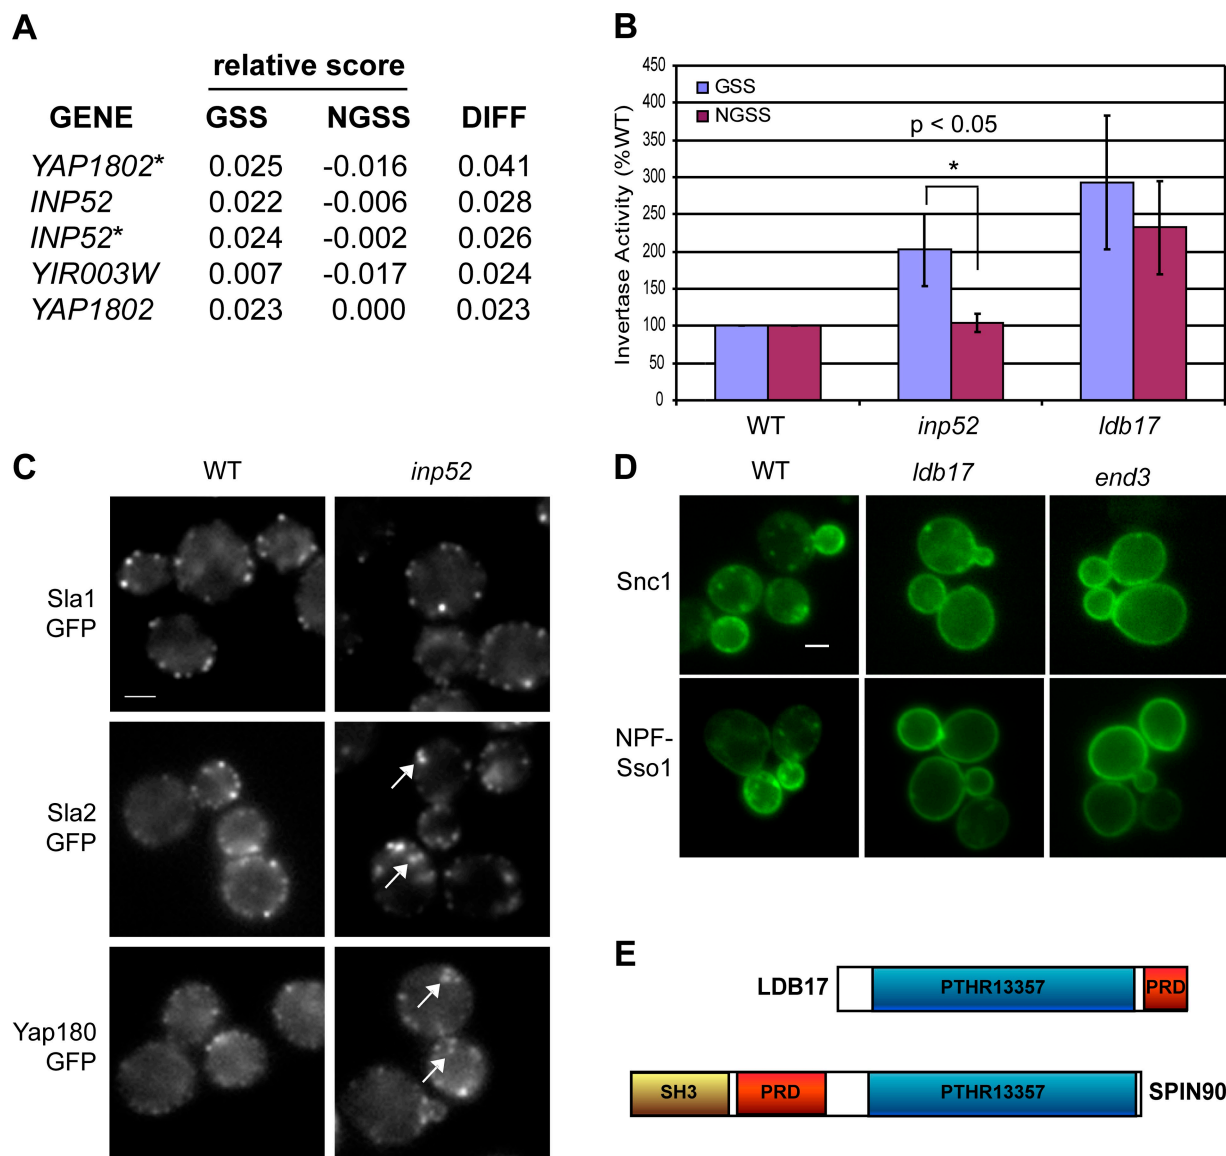 A
relative score
GENE GSS NGSS DIFF
YAP1802* 0.025 -0.016 0.041
INP52 0.022 -0.006 0.028
INP52* 0.024 -0.002 0.026
YIR003W 0.007 -0.017 0.024
YAP1802 0.023 0.000 0.023
B
450
400
350
300
250
200
150
100
50
0
Invertase Activity (%WT)
GSS
NGSS
p < 0.05
*
WT inp52 ldb17
C
WT inp52
Sla1
GFP
Sla2
GFP
Yap180
GFP
D
WT ldb17 end3
Snc1
NPF-
Sso1
E
LDB17 PTHR13357 PRD
SH3 PRD PTHR13357 SPIN90